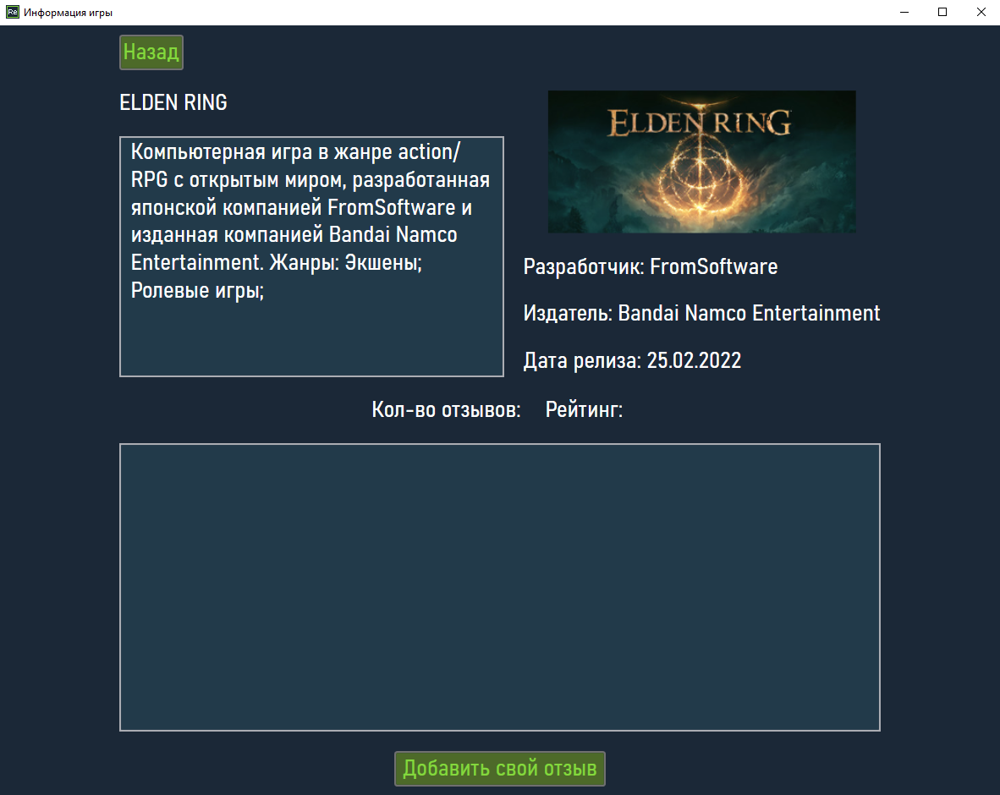 Re Информация игры
Назад
ELDEN RING
ELDEN RING
Компьютерная игра в жанре action/
RPG с открытым миром, разработанная
японской компанией FromSoftware и
изданная компанией Bandai Namco
Entertainment. Жанры: Экшены;
Ролевые игры;
Разработчик: FromSoftware
Издатель: Bandai Namco Entertainment
Дата релиза: 25.02.2022
Кол-во отзывов: Рейтинг:
Добавить свой отзыв